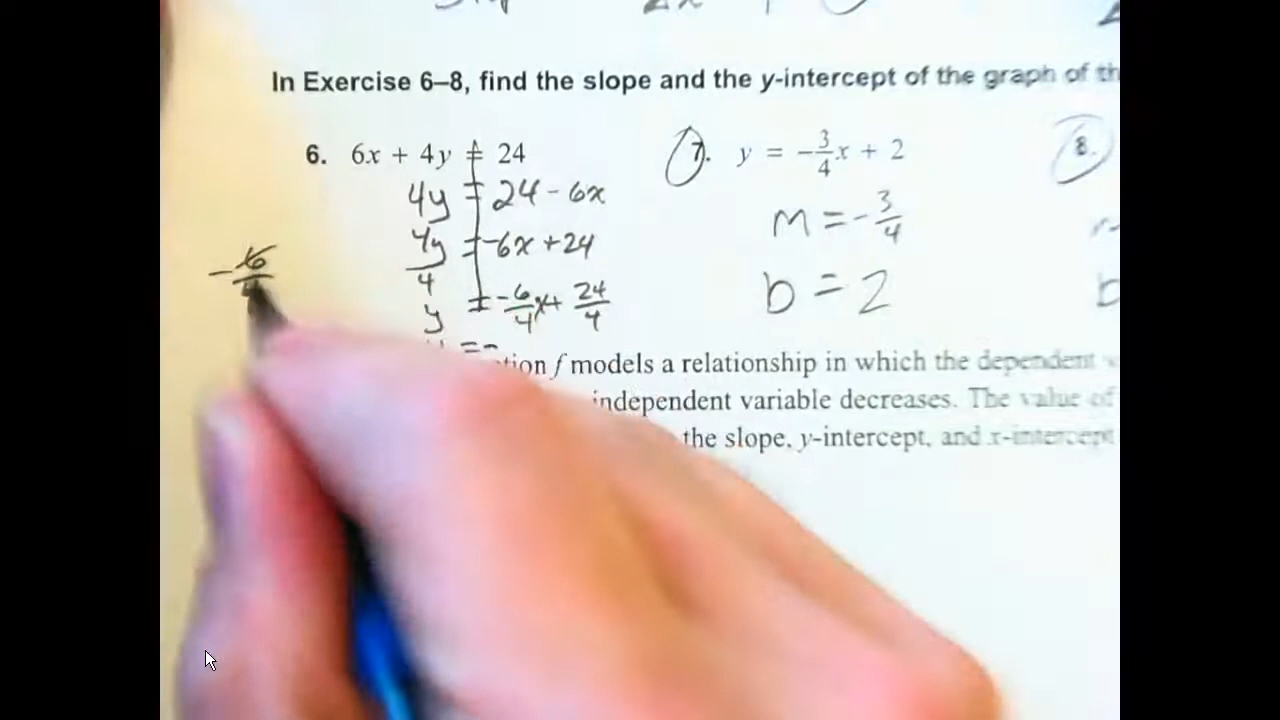 In Exercise 6–8, find the slope and the y-intercept of the graph of th
6. 6x + 4y = 24
4y = 24 - 6x
4y/4 = -6x + 24
y = -6/4x + 24/4
=-
-6/4
7. y = -3/4x + 2
m = -3/4
b = 2
8.
b
tion f models a relationship in which the dependent
independent variable decreases. The value of
the slope, y-intercept, and x-intercept